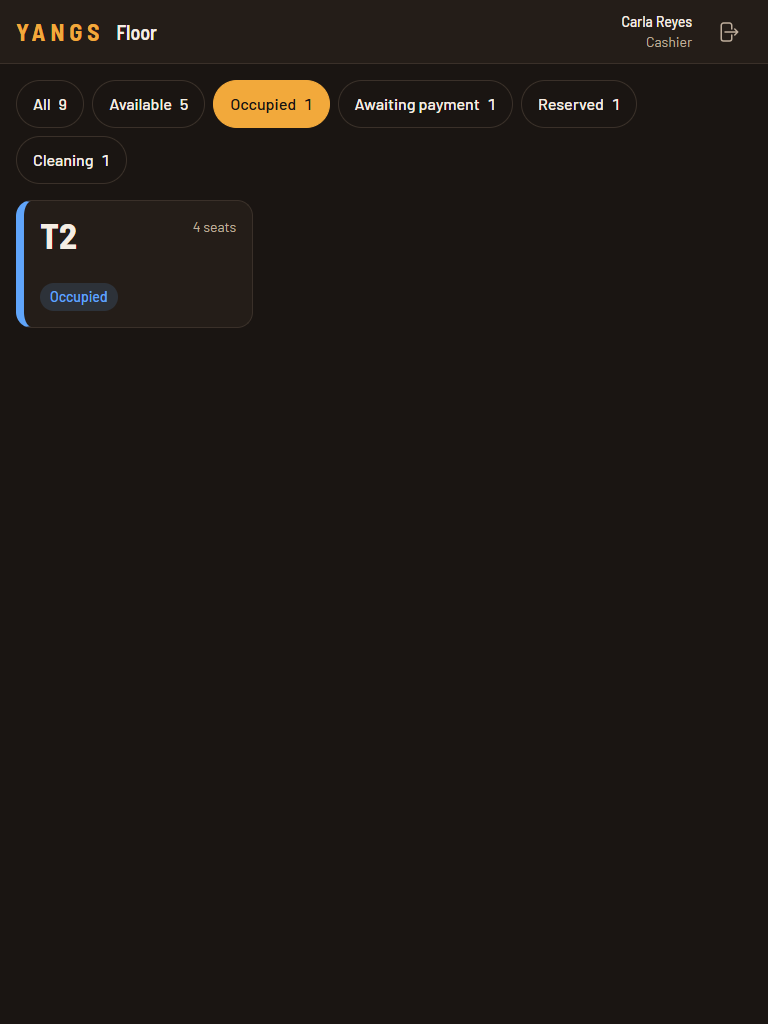 YANGS Floor
Carla Reyes
Cashier
All 9
Available 5
Occupied 1
Awaiting payment 1
Reserved 1
Cleaning 1
T2
4 seats
Occupied